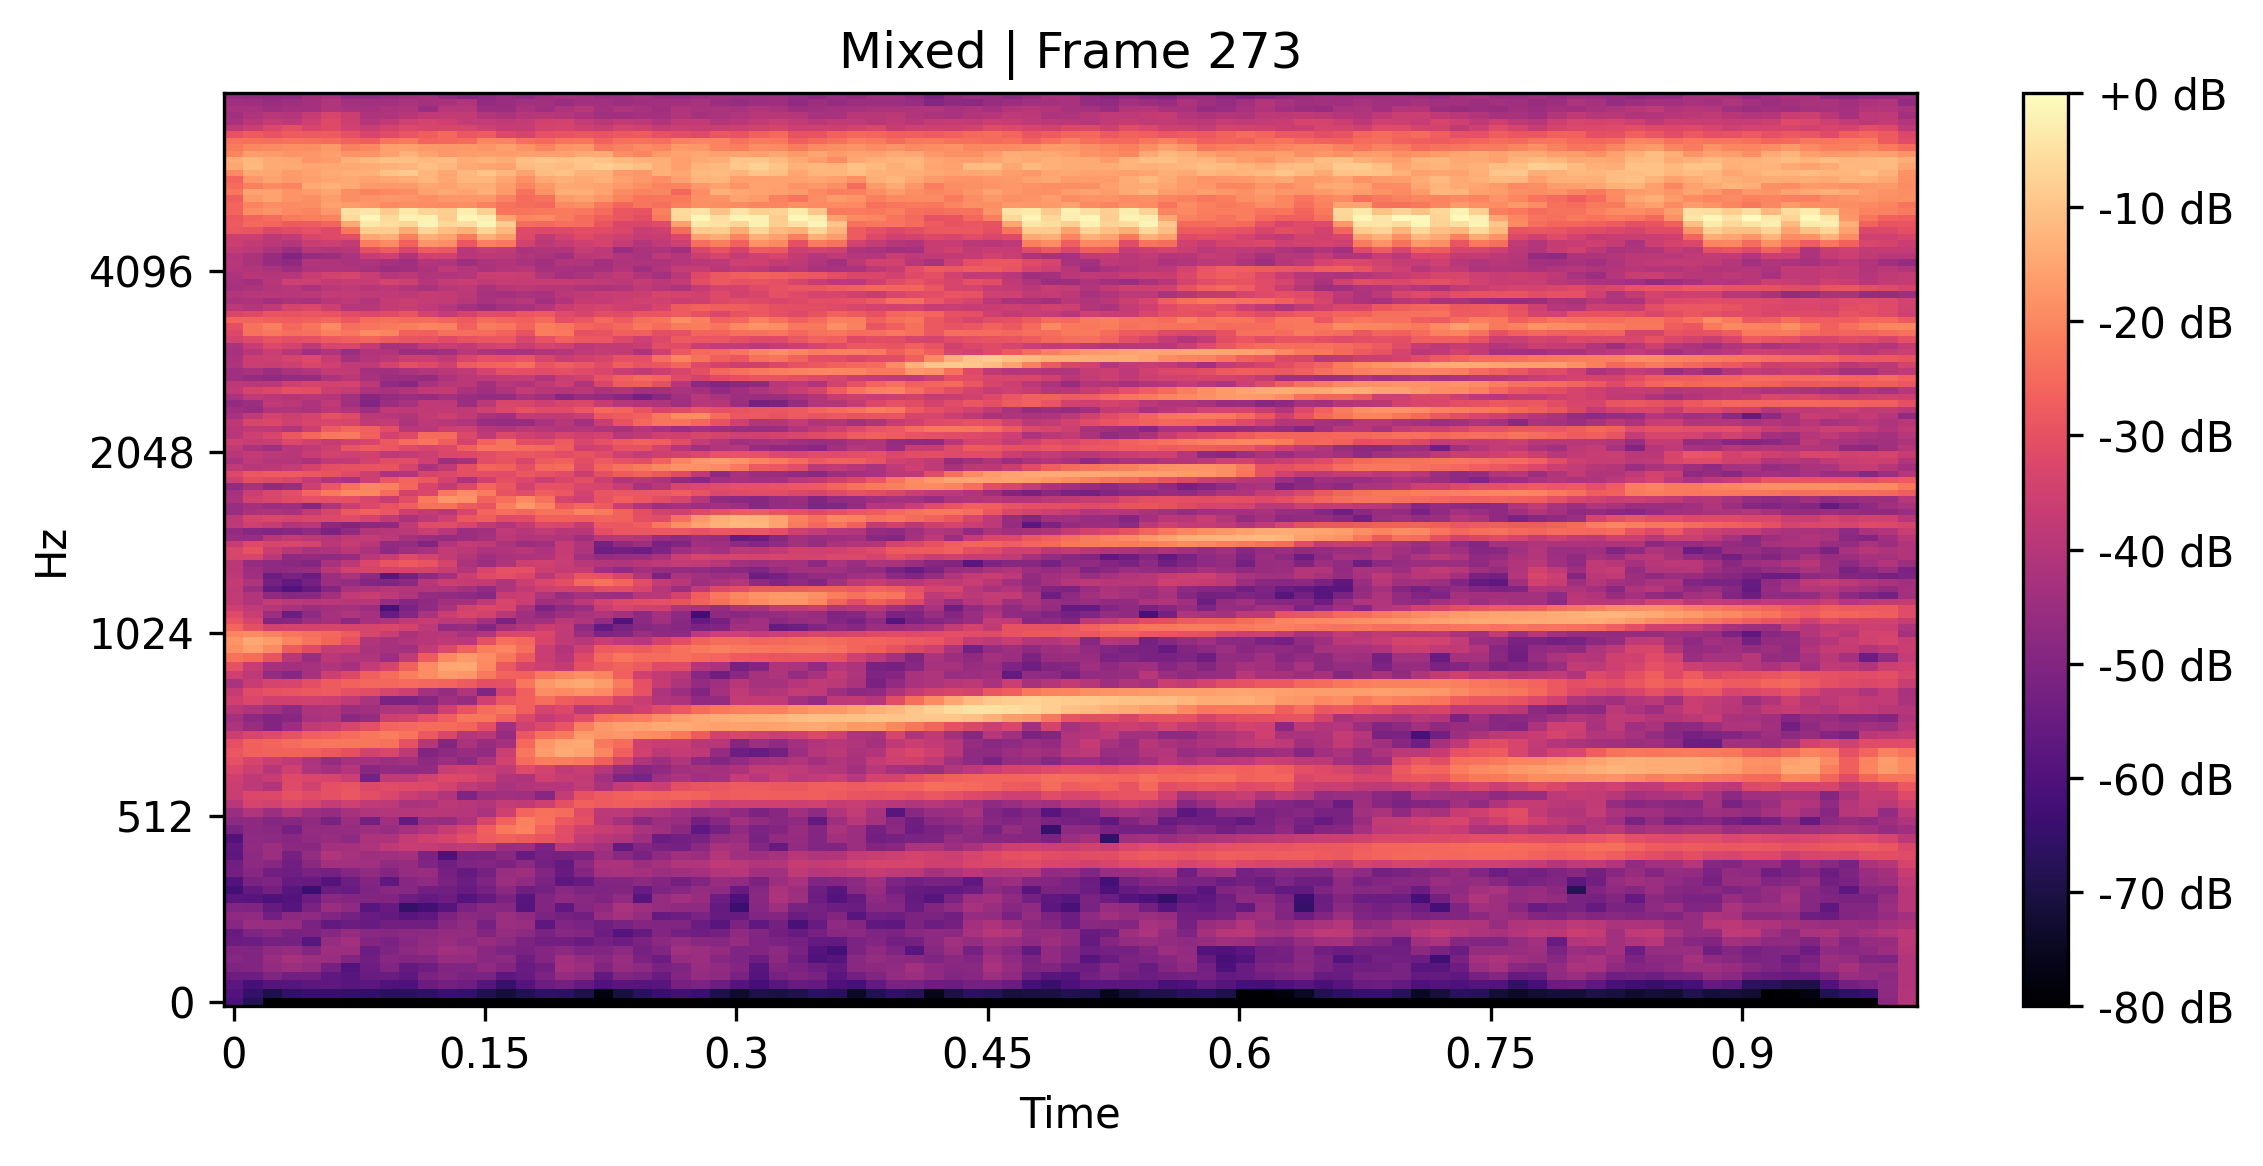 Mixed | Frame 273
+0 dB
-10 dB
-20 dB
-30 dB
-40 dB
-50 dB
-60 dB
-70 dB
-80 dB
4096
2048
1024
512
0
Hz
0 0.15 0.3 0.45 0.6 0.75 0.9
Time